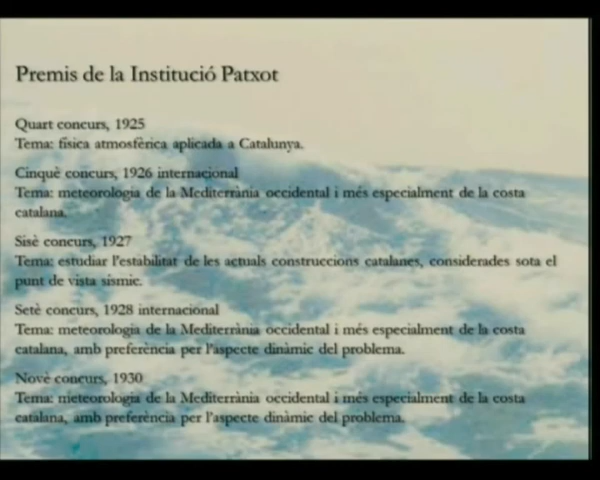 Premis de la Institució Patxot
Quart concurs, 1925
Tema: física atmosfèrica aplicada a Catalunya.
Cinquè concurs, 1926 internacional
Tema: meteorologia de la Mediterrània occidental i més especialment de la costa
catalana.
Sisè concurs, 1927
Tema: estudiar l'estabilitat de les actuals construccions catalanes, considerades sota el
punt de vista sísmic.
Setè concurs, 1928 internacional
Tema: meteorologia de la Mediterrània occidental i més especialment de la costa
catalana, amb preferència per l'aspecte dinàmic del problema.
Novè concurs, 1930
Tema: meteorologia de la Mediterrània occidental i més especialment de la costa
catalana, amb preferència per l'aspecte dinàmic del problema.